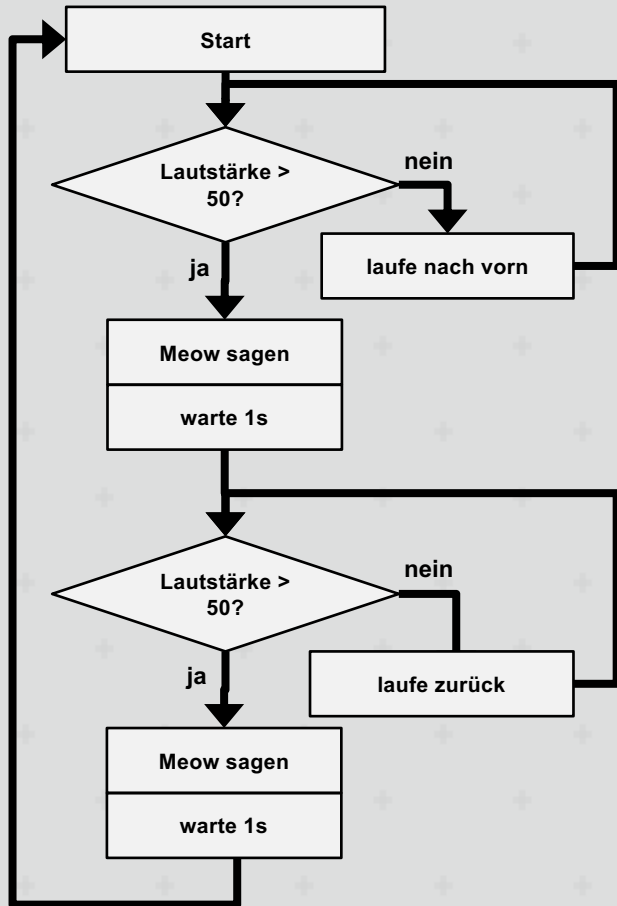 Start
Lautstärke >
50?
nein
laufe nach vorn
ja
Meow sagen
warte 1s
Lautstärke >
50?
nein
laufe zurück
ja
Meow sagen
warte 1s